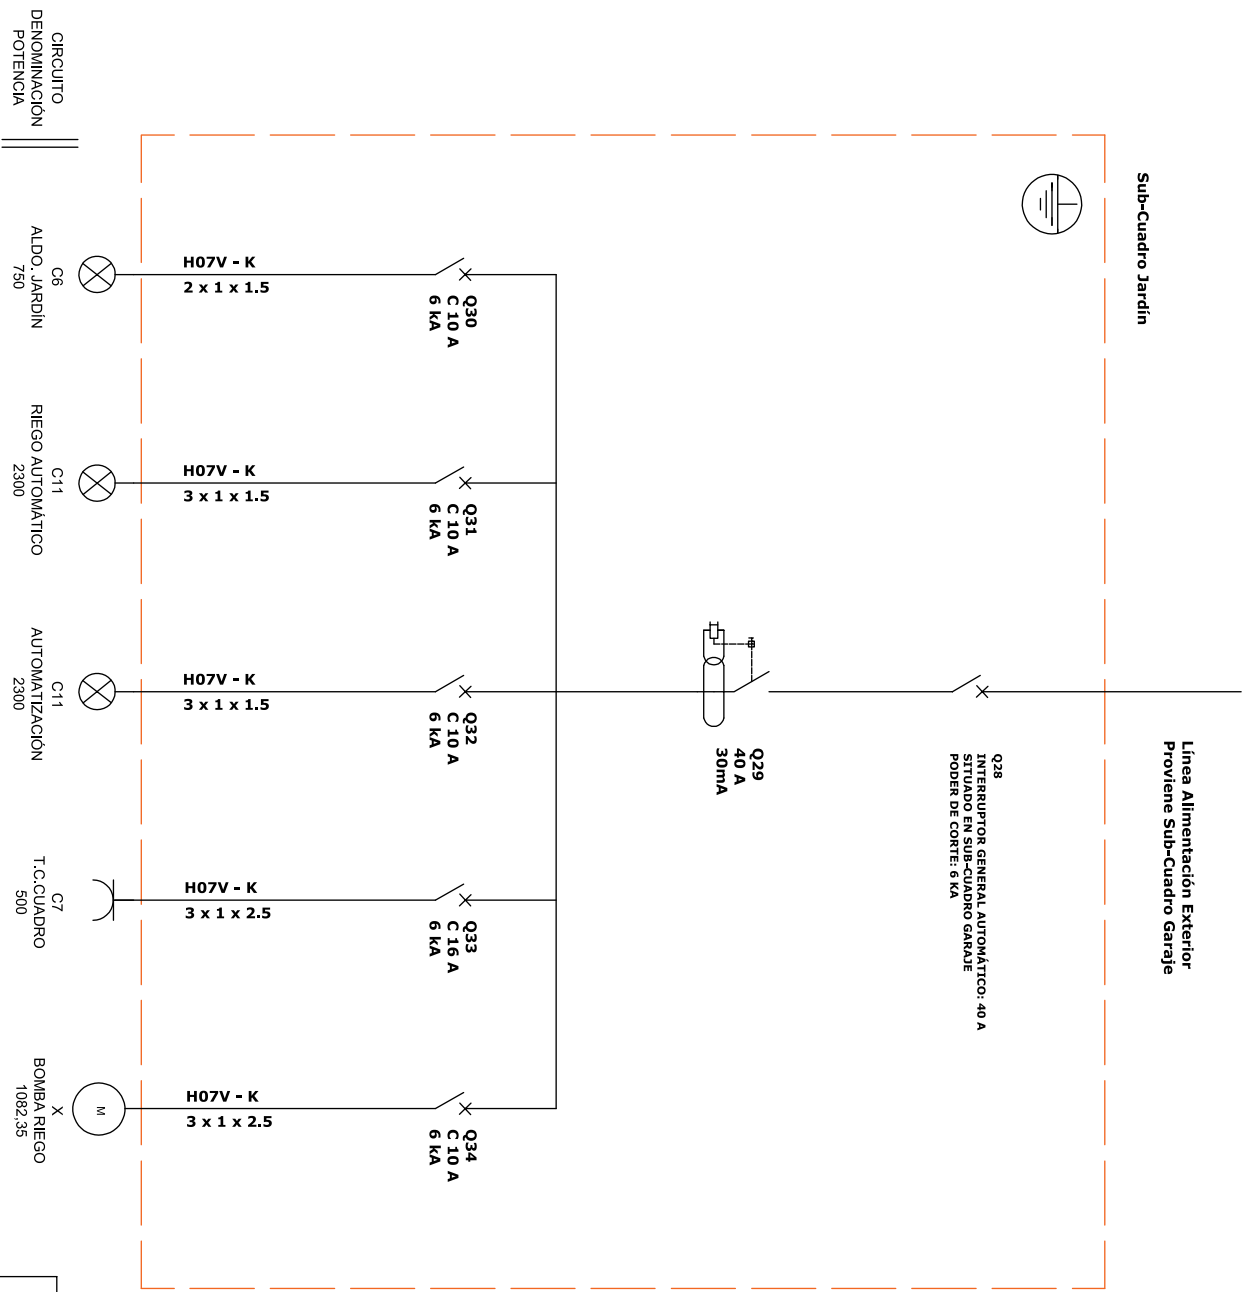 Sub-Cuadro Jardín
Línea Alimentación Exterior
Proviene Sub-Cuadro Garaje
Q28
INTERRUPTOR GENERAL AUTOMÁTICO: 40 A
SITUADO EN SUB-CUADRO GARAJE
PODER DE CORTE: 6 KA
Q29
40 A
30mA
Q30
C 10 A
6 kA
Q31
C 10 A
6 kA
Q32
C 10 A
6 kA
Q33
C 16 A
6 kA
Q34
C 10 A
6 kA
H07V - K
2 x 1 x 1.5
H07V - K
3 x 1 x 1.5
H07V - K
3 x 1 x 1.5
H07V - K
3 x 1 x 2.5
H07V - K
3 x 1 x 2.5
M
CIRCUITO
DENOMINACIÓN
POTENCIA
C6
ALDO. JARDÍN
750
C11
RIEGO AUTOMÁTICO
2300
C11
AUTOMATIZACIÓN
2300
C7
T.C.CUADRO
500
X
BOMBA RIEGO
1082,35